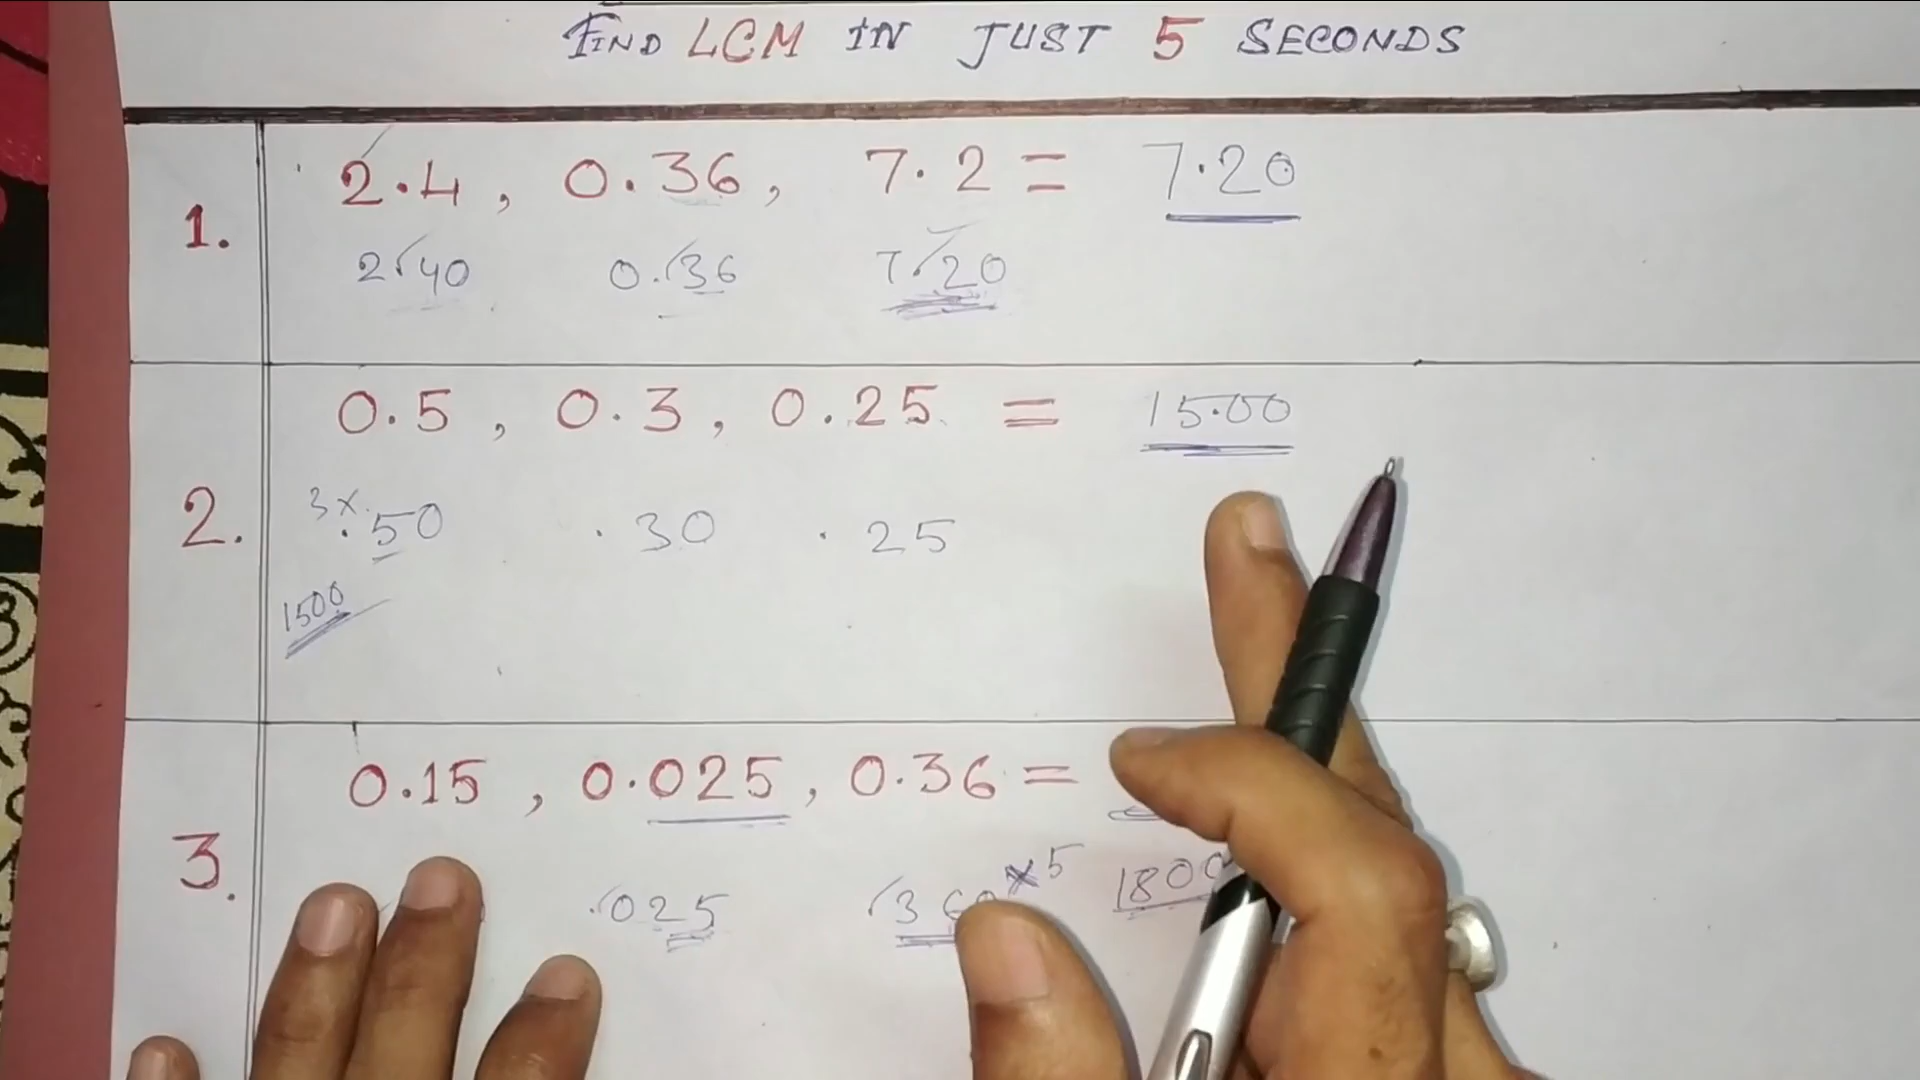 FIND LCM IN JUST 5 SECONDS
1.
2.4 , 0.36 , 7.2 = 7.20
2.40 0.36 7.20
2.
0.5 , 0.3 , 0.25 = 15.00
3x .50 .30 .25
1500
3.
0.15 , 0.025 , 0.36 =
.025 .360 x5 1800